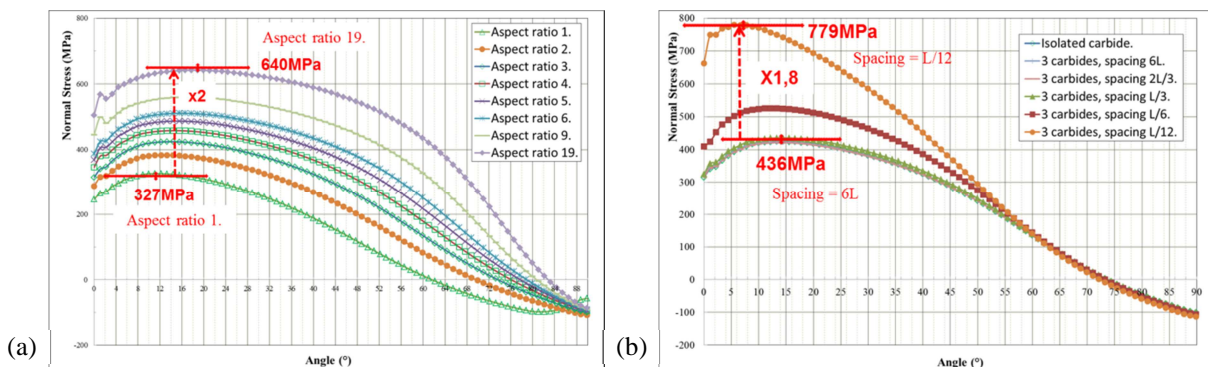 (a)
Normal Stress (MPa)
800
600
400
200
0
-200
0 4 8 12 16 20 24 28 32 36 40 44 48 52 56 60 64 68 72 76 80 84 88
Angle (°)
Aspect ratio 19.
640MPa
x2
327MPa
Aspect ratio 1.
Aspect ratio 1.
Aspect ratio 2.
Aspect ratio 3.
Aspect ratio 4.
Aspect ratio 5.
Aspect ratio 6.
Aspect ratio 9.
Aspect ratio 19.
(b)
Normal Stress (MPa)
800
700
600
500
400
300
200
100
0
-100
-200
0 5 10 15 20 25 30 35 40 45 50 55 60 65 70 75 80 85 90
Angle (°)
779MPa
Spacing = L/12
X1,8
436MPa
Spacing = 6L
Isolated carbide.
3 carbides, spacing 6L.
3 carbides, spacing 2L/3.
3 carbides, spacing L/3.
3 carbides, spacing L/6.
3 carbides, spacing L/12.